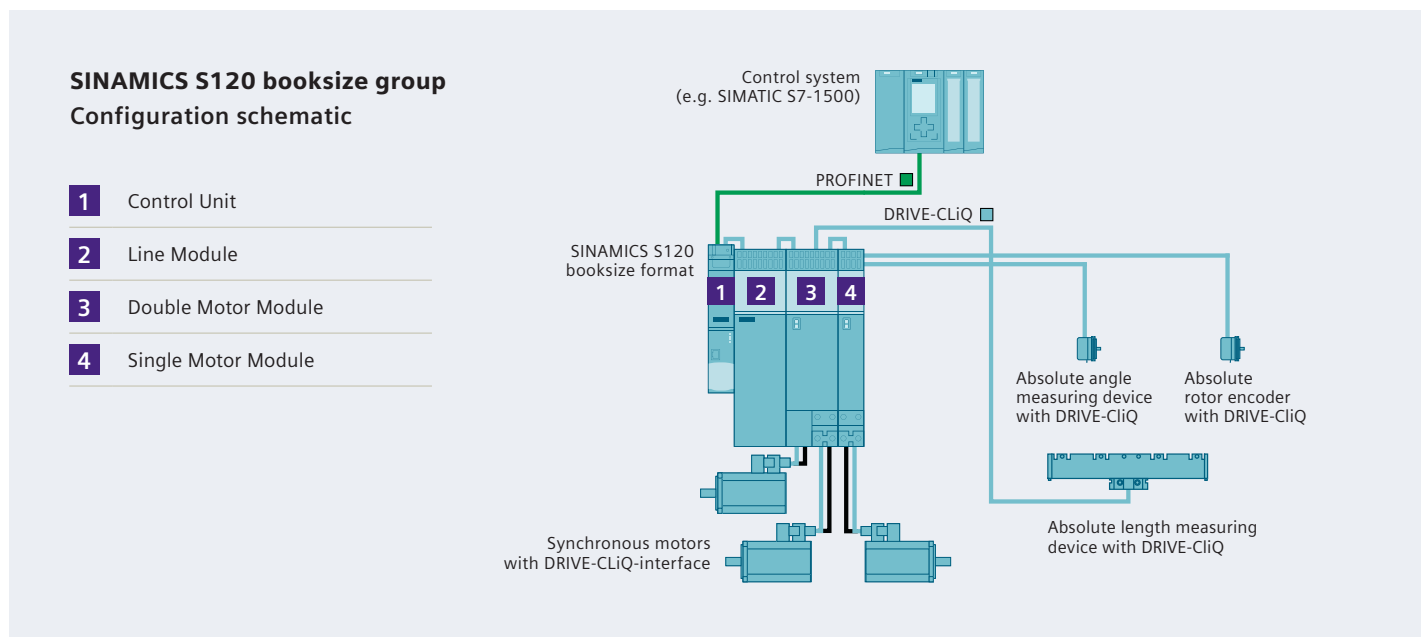 SINAMICS S120 booksize group
Configuration schematic
1 Control Unit
2 Line Module
3 Double Motor Module
4 Single Motor Module
Control system
(e.g. SIMATIC S7-1500)
PROFINET
DRIVE-CLiQ
SINAMICS S120
booksize format
1 2 3 4
Absolute angle
measuring device
with DRIVE-CliQ
Absolute
rotor encoder
with DRIVE-CliQ
Absolute length measuring
device with DRIVE-CliQ
Synchronous motors
with DRIVE-CLiQ-interface